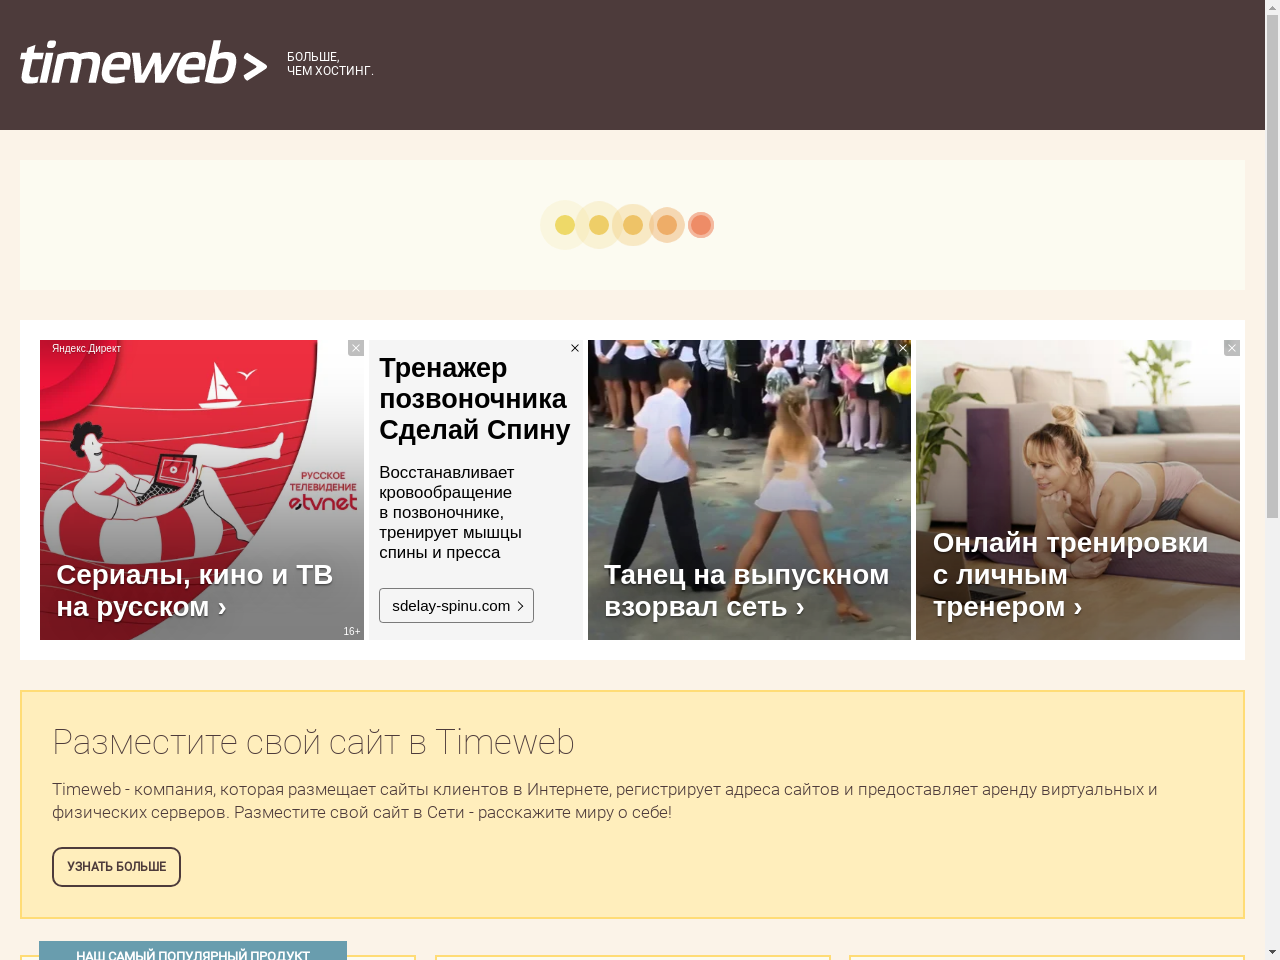 timeweb>
БОЛЬШЕ,
ЧЕМ ХОСТИНГ.
Яндекс.Директ
РУССКОЕ
ТЕЛЕВИДЕНИЕ
etvnet
Сериалы, кино и ТВ
на русском ›
16+
Тренажер
позвоночника
Сделай Спину
Восстанавливает
кровообращение
в позвоночнике,
тренирует мышцы
спины и пресса
sdelay-spinu.com
Танец на выпускном
взорвал сеть ›
Онлайн тренировки
с личным
тренером ›
Разместите свой сайт в Timeweb
Timeweb - компания, которая размещает сайты клиентов в Интернете, регистрирует адреса сайтов и предоставляет аренду виртуальных и
физических серверов. Разместите свой сайт в Сети - расскажите миру о себе!
УЗНАТЬ БОЛЬШЕ
НАШ САМЫЙ ПОПУЛЯРНЫЙ ПРОДУКТ